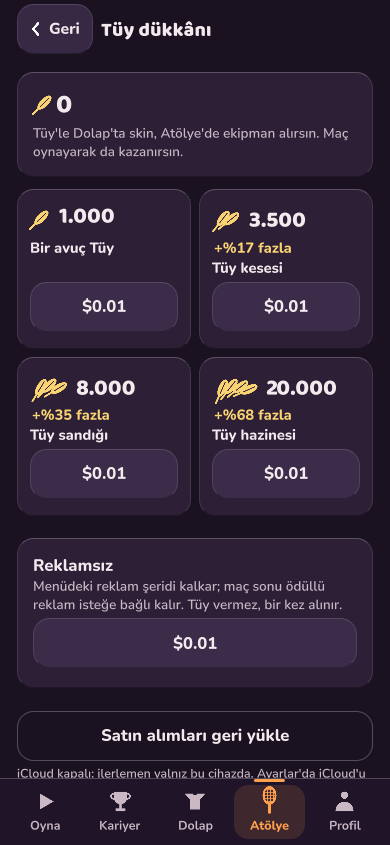 Geri
Tüy dükkânı
0
Tüy'le Dolap'ta skin, Atölye'de ekipman alırsın. Maç
oynayarak da kazanırsın.
1.000
Bir avuç Tüy
$0.01
3.500
+%17 fazla
Tüy kesesi
$0.01
8.000
+%35 fazla
Tüy sandığı
$0.01
20.000
+%68 fazla
Tüy hazinesi
$0.01
Reklamsız
Menüdeki reklam şeridi kalkar; maç sonu ödüllü
reklam isteğe bağlı kalır. Tüy vermez, bir kez alınır.
$0.01
Satın alımları geri yükle
iCloud kapalı: ilerlemen yalnız bu cihazda. Ayarlar'da iCloud'u
Oyna
Kariyer
Dolap
Atölye
Profil